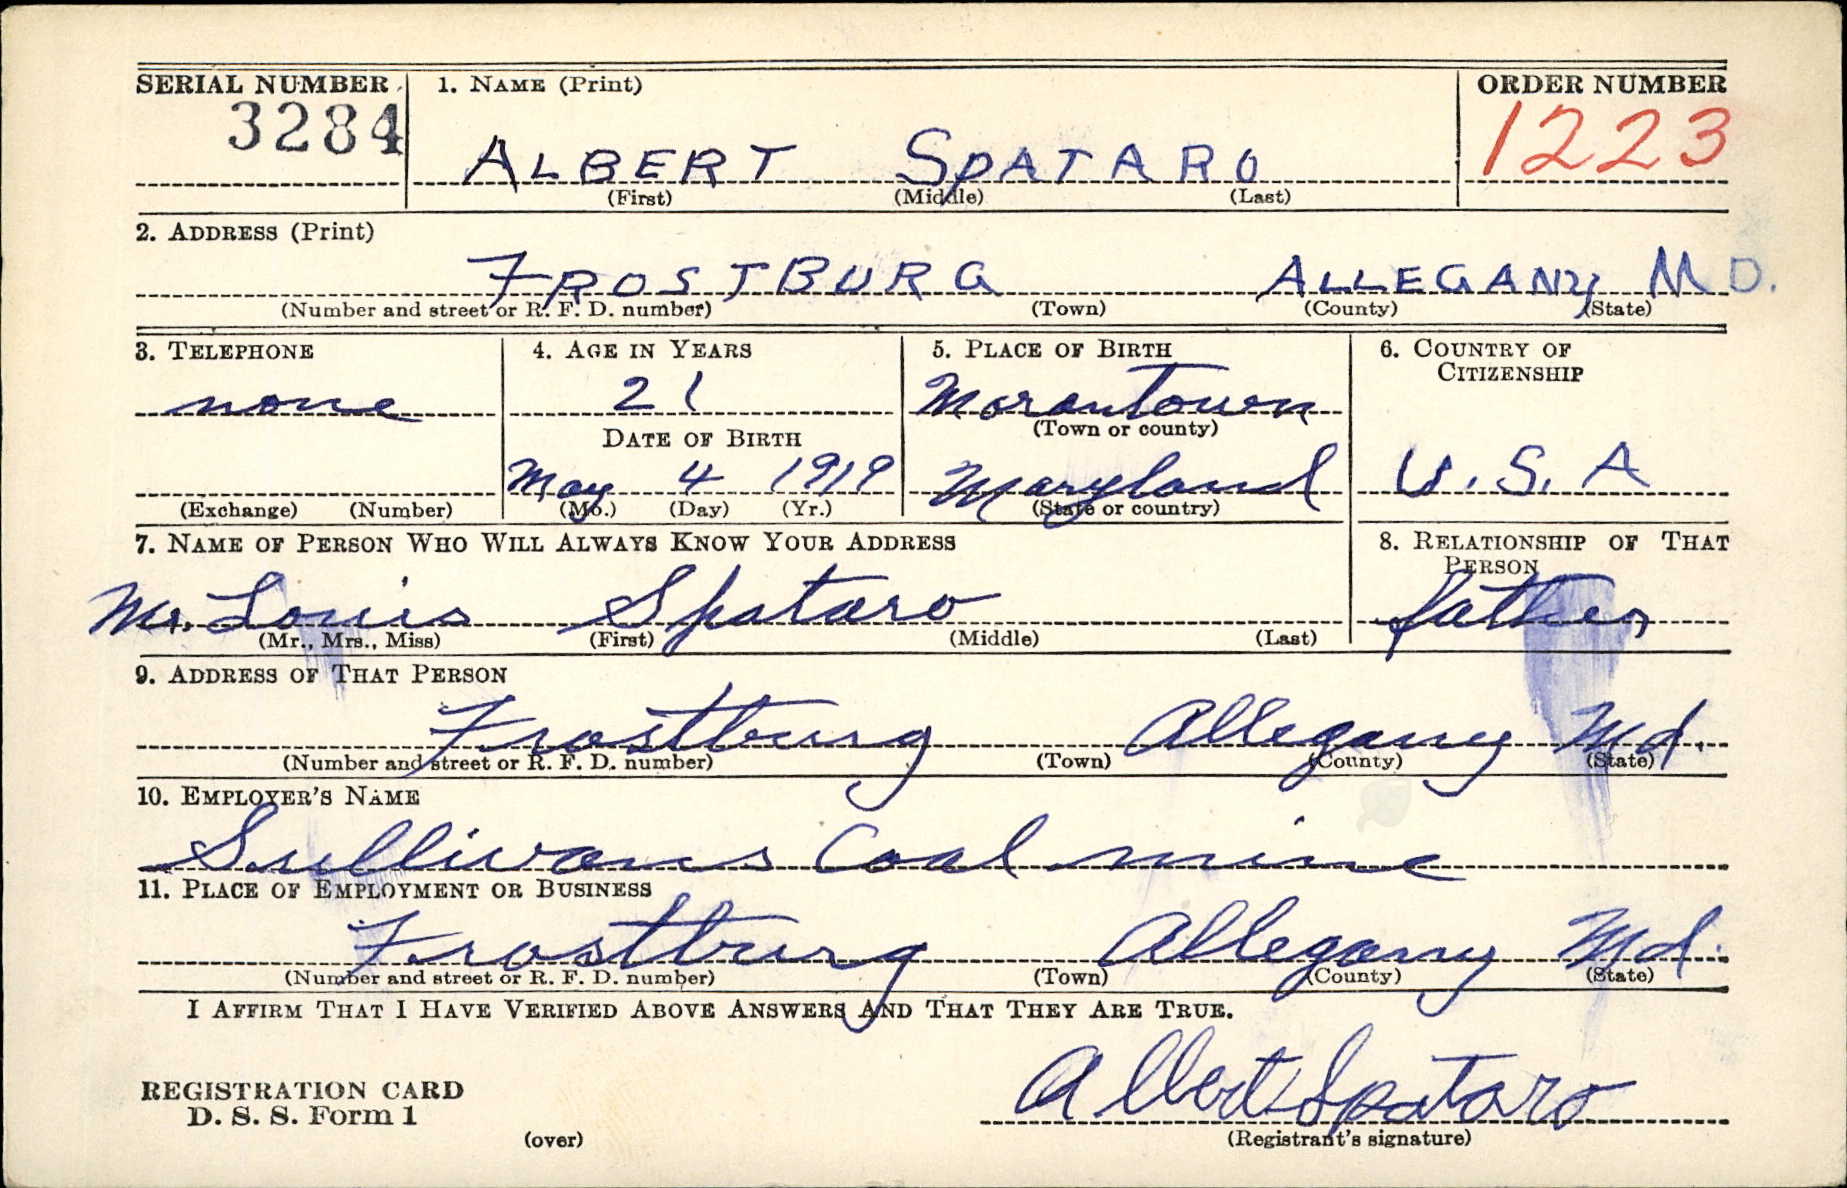 SERIAL NUMBER 1. NAME (Print) ORDER NUMBER
3284 ALBERT SPATARO 1223
(First) (Middle) (Last)
2. ADDRESS (Print)
FROSTBURG ALLEGANY MD.
(Number and street or R. F. D. number) (Town) (County) (State)
3. TELEPHONE 4. AGE IN YEARS 5. PLACE OF BIRTH 6. COUNTRY OF
CITIZENSHIP
none 21 Morantown
(Town or county)
DATE OF BIRTH
May 4 1919 Maryland U.S.A
(Exchange) (Number) (Mo.) (Day) (Yr.) (State or country)
7. NAME OF PERSON WHO WILL ALWAYS KNOW YOUR ADDRESS 8. RELATIONSHIP OF THAT
PERSON
Mr. Louis Spataro father
(Mr., Mrs., Miss) (First) (Middle) (Last)
9. ADDRESS OF THAT PERSON
Frostburg Allegany Md.
(Number and street or R. F. D. number) (Town) (County) (State)
10. EMPLOYER'S NAME
Sullivans Coal mine
11. PLACE OF EMPLOYMENT OR BUSINESS
Frostburg Allegany Md.
(Number and street or R. F. D. number) (Town) (County) (State)
I AFFIRM THAT I HAVE VERIFIED ABOVE ANSWERS AND THAT THEY ARE TRUE.
Albert Spataro
REGISTRATION CARD
D. S. S. Form 1
(over) (Registrant's signature)